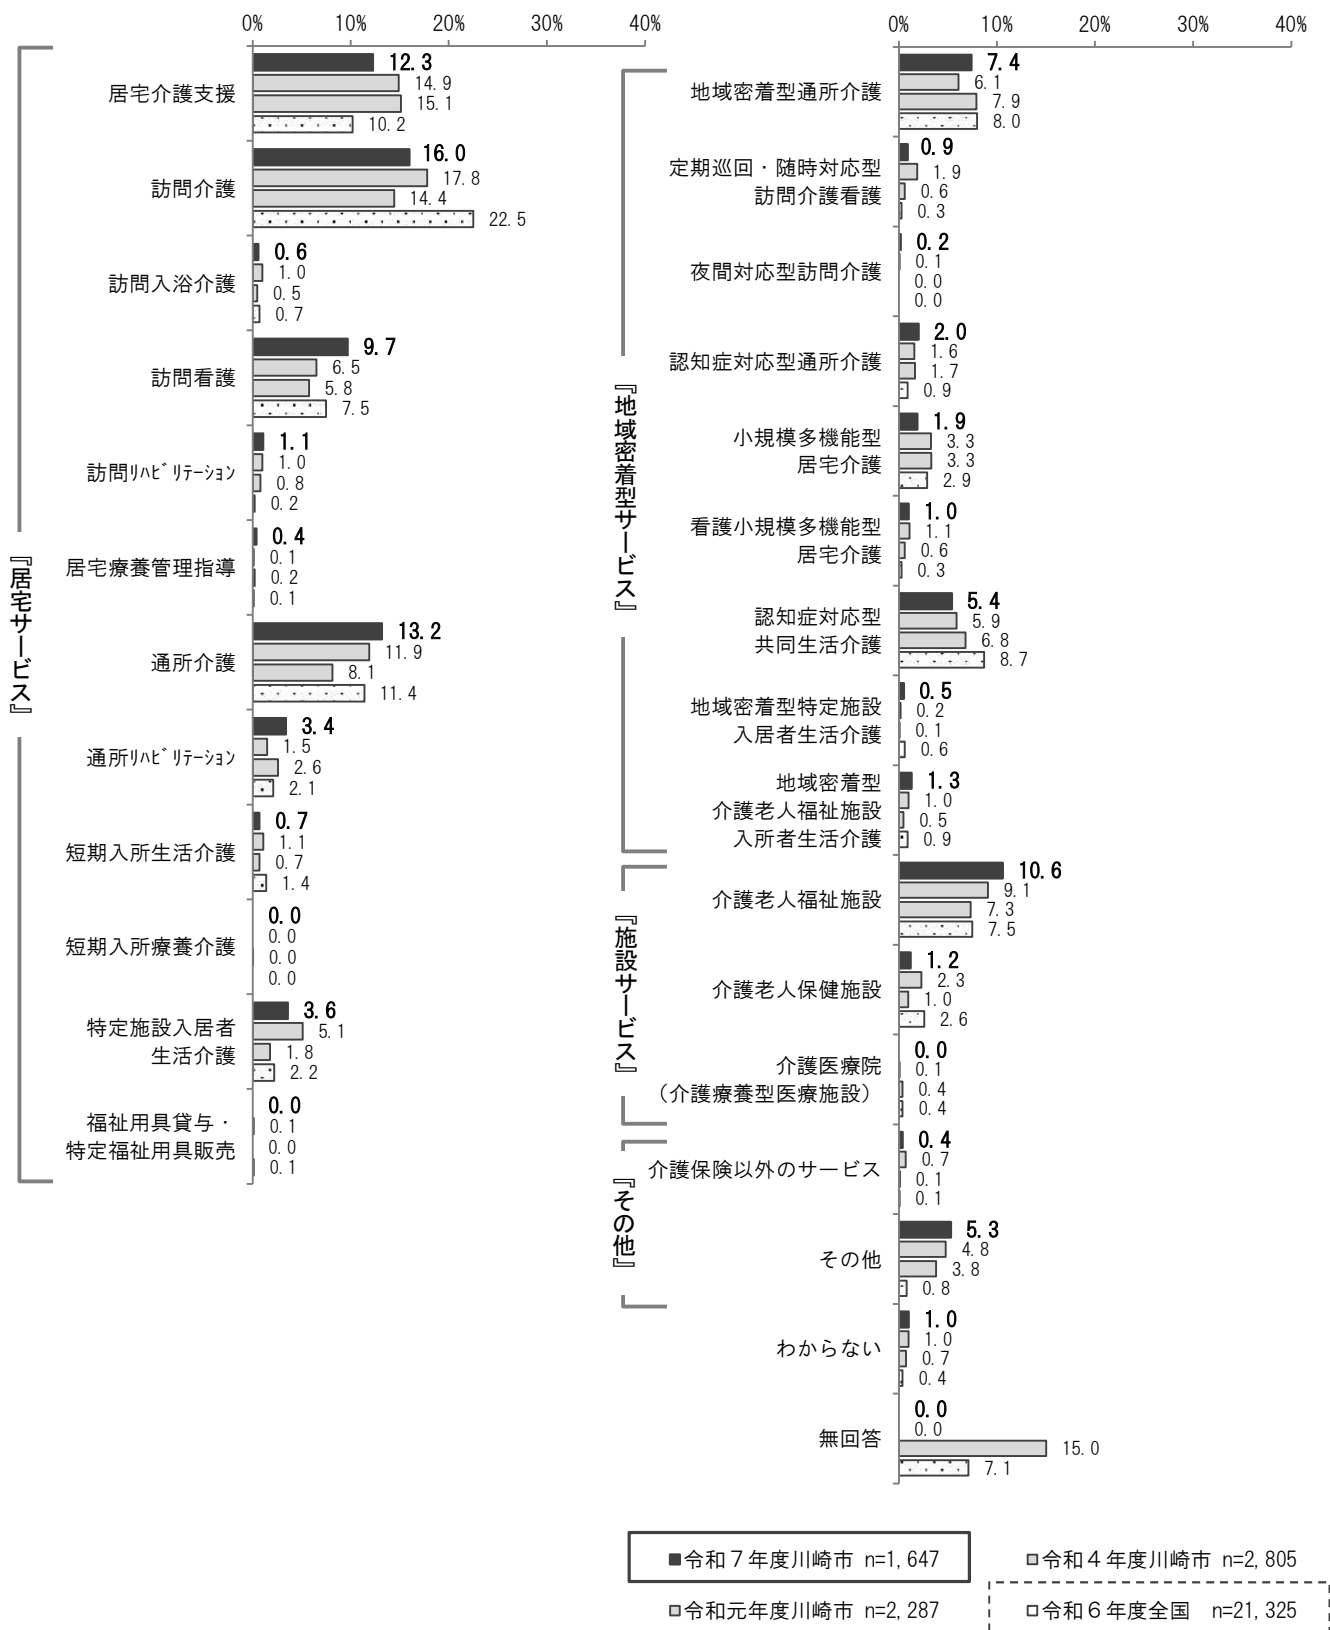 0% 10% 20% 30% 40%
『居宅サービス』
居宅介護支援
12.3
14.9
15.1
10.2
訪問介護
16.0
17.8
14.4
22.5
訪問入浴介護
0.6
1.0
0.5
0.7
訪問看護
9.7
6.5
5.8
7.5
訪問ﾘﾊﾋﾞﾘﾃｰｼｮﾝ
1.1
1.0
0.8
0.2
居宅療養管理指導
0.4
0.1
0.2
0.1
通所介護
13.2
11.9
8.1
11.4
通所ﾘﾊﾋﾞﾘﾃｰｼｮﾝ
3.4
1.5
2.6
2.1
短期入所生活介護
0.7
1.1
0.7
1.4
短期入所療養介護
0.0
0.0
0.0
0.0
特定施設入居者
生活介護
3.6
5.1
1.8
2.2
福祉用具貸与・
特定福祉用具販売
0.0
0.1
0.0
0.1
0% 10% 20% 30% 40%
『地域密着型サービス』
地域密着型通所介護
7.4
6.1
7.9
8.0
定期巡回・随時対応型
訪問介護看護
0.9
1.9
0.6
0.3
夜間対応型訪問介護
0.2
0.1
0.0
0.0
認知症対応型通所介護
2.0
1.6
1.7
0.9
小規模多機能型
居宅介護
1.9
3.3
3.3
2.9
看護小規模多機能型
居宅介護
1.0
1.1
0.6
0.3
認知症対応型
共同生活介護
5.4
5.9
6.8
8.7
地域密着型特定施設
入居者生活介護
0.5
0.2
0.1
0.6
地域密着型
介護老人福祉施設
入所者生活介護
1.3
1.0
0.5
0.9
『施設サービス』
介護老人福祉施設
10.6
9.1
7.3
7.5
介護老人保健施設
1.2
2.3
1.0
2.6
介護医療院
（介護療養型医療施設）
0.0
0.1
0.4
0.4
『その他』
介護保険以外のサービス
0.4
0.7
0.1
0.1
その他
5.3
4.8
3.8
0.8
わからない
1.0
1.0
0.7
0.4
無回答
0.0
0.0
15.0
7.1
令和７年度川崎市 n=1,647
令和４年度川崎市 n=2,805
令和元年度川崎市 n=2,287
令和６年度全国 n=21,325